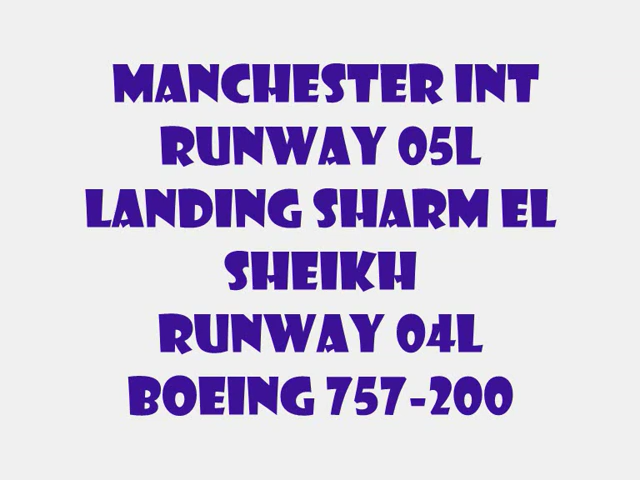 MANCHESTER INT
RUNWAY 05L
LANDING SHARM EL
SHEIKH
RUNWAY 04L
BOEING 757-200